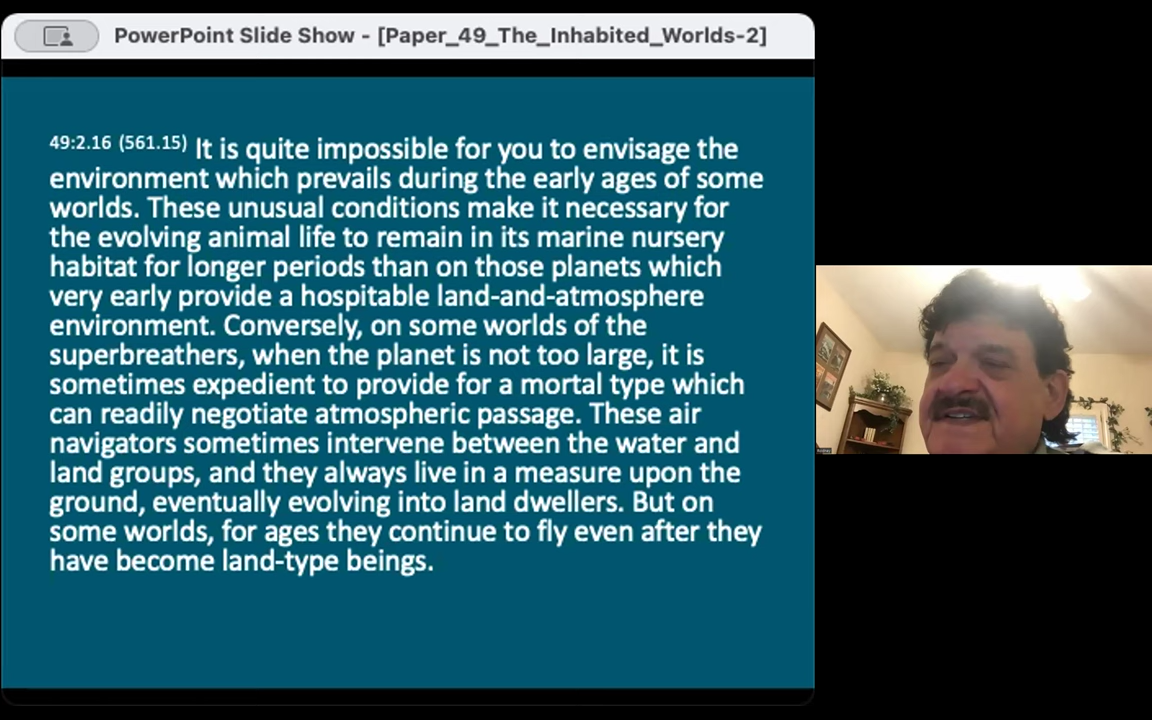 PowerPoint Slide Show - [Paper_49_The_Inhabited_Worlds-2]
49:2.16 (561.15) It is quite impossible for you to envisage the
environment which prevails during the early ages of some
worlds. These unusual conditions make it necessary for
the evolving animal life to remain in its marine nursery
habitat for longer periods than on those planets which
very early provide a hospitable land-and-atmosphere
environment. Conversely, on some worlds of the
superbreathers, when the planet is not too large, it is
sometimes expedient to provide for a mortal type which
can readily negotiate atmospheric passage. These air
navigators sometimes intervene between the water and
land groups, and they always live in a measure upon the
ground, eventually evolving into land dwellers. But on
some worlds, for ages they continue to fly even after they
have become land-type beings.